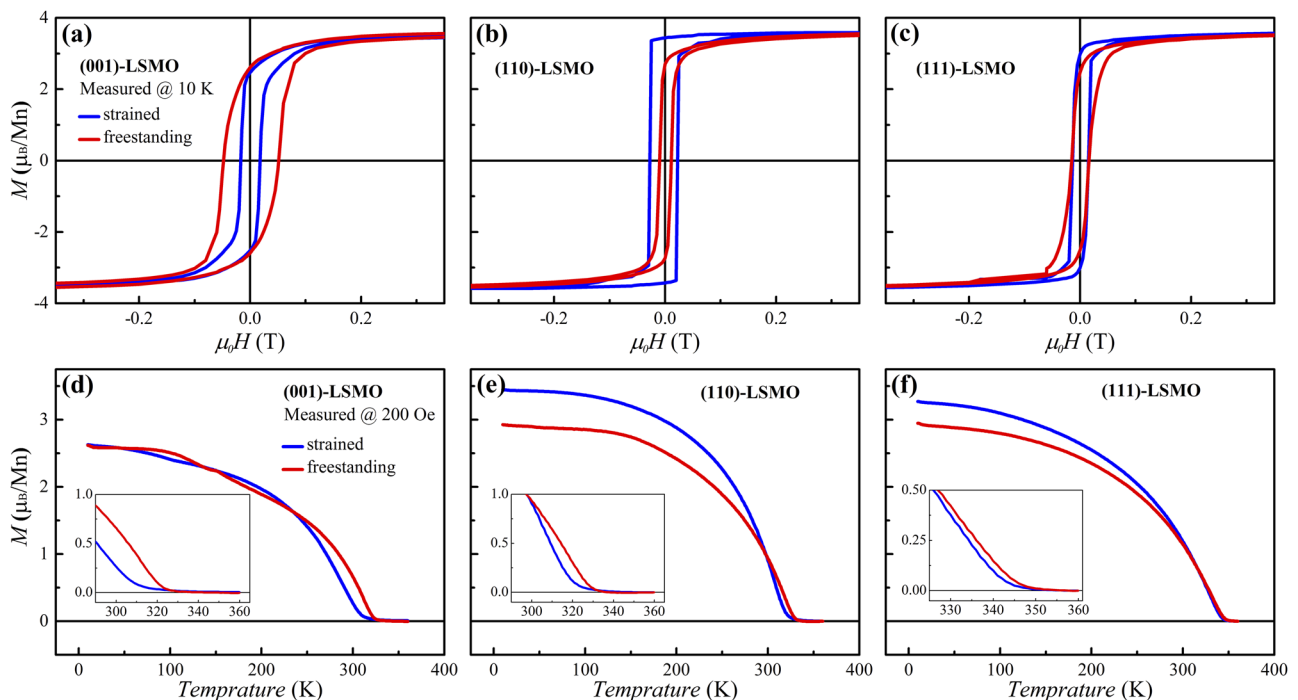 (a)
(001)-LSMO
Measured @ 10 K
strained
freestanding
4
2
0
-2
-4
M (μB/Mn)
-0.2
0.0
0.2
μ0H (T)
(b)
(110)-LSMO
-0.2
0.0
0.2
μ0H (T)
(c)
(111)-LSMO
-0.2
0.0
0.2
μ0H (T)
(d)
(001)-LSMO
Measured @ 200 Oe
strained
freestanding
3
2
1
0
M (μB/Mn)
1.0
0.5
0.0
300
320
340
360
0
100
200
300
400
Temprature (K)
(e)
(110)-LSMO
1.0
0.5
0.0
300
320
340
360
0
100
200
300
400
Temprature (K)
(f)
(111)-LSMO
0.50
0.25
0.00
330
340
350
360
0
100
200
300
400
Temprature (K)